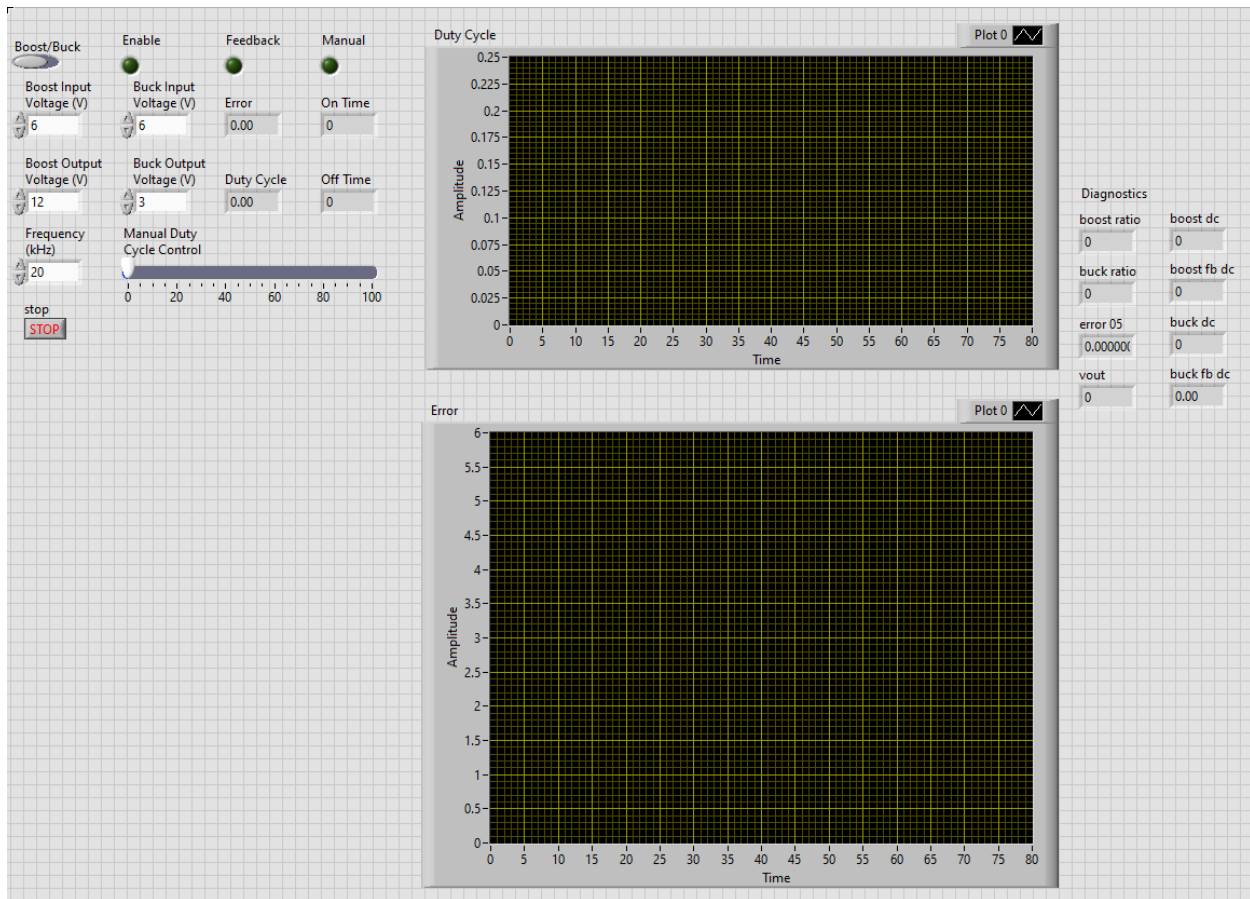 Boost/Buck
Enable
Feedback
Manual
Boost Input
Voltage (V)
6
Buck Input
Voltage (V)
6
Error
0.00
On Time
0
Boost Output
Voltage (V)
12
Buck Output
Voltage (V)
3
Duty Cycle
0.00
Off Time
0
Frequency
(kHz)
20
Manual Duty
Cycle Control
0 20 40 60 80 100
stop
STOP
Duty Cycle
Plot 0
Amplitude
0.25
0.225
0.2
0.175
0.15
0.125
0.1
0.075
0.05
0.025
0
0 5 10 15 20 25 30 35 40 45 50 55 60 65 70 75 80
Time
Error
Plot 0
Amplitude
6
5.5
5
4.5
4
3.5
3
2.5
2
1.5
1
0.5
0
0 5 10 15 20 25 30 35 40 45 50 55 60 65 70 75 80
Time
Diagnostics
boost ratio
0
boost dc
0
buck ratio
0
boost fb dc
0
error 05
0.00000(
buck dc
0
vout
0
buck fb dc
0.00